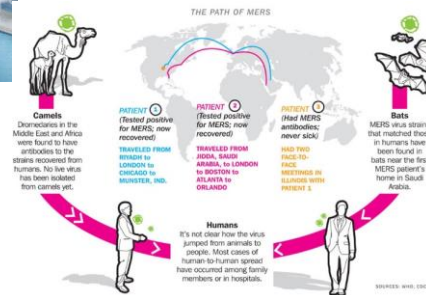 THE PATH OF MERS
Camels
Dromedaries in the
Middle East and Africa
were found to have
antibodies to the
strains recovered from
humans. No live virus
has been isolated
from camels yet.
PATIENT 1
(Tested positive
for MERS; now
recovered)
TRAVELED FROM
RIYADH to
LONDON to
CHICAGO to
MUNSTER, IND.
PATIENT 2
(Tested positive
for MERS; now
recovered)
TRAVELED FROM
JIDDA, SAUDI
ARABIA, to LONDON
to BOSTON to
ATLANTA to
ORLANDO
PATIENT 3
(Had MERS
antibodies;
never sick)
HAD TWO
FACE-TO-
FACE
MEETINGS IN
ILLINOIS WITH
PATIENT 1
Bats
MERS virus strains
that matched those
in humans have
been found in
bats near the first
MERS patient's
home in Saudi
Arabia.
Humans
It's not clear how the virus
jumped from animals to
people. Most cases of
human-to-human spread
have occurred among family
members or in hospitals.
SOURCES: WHO, CDC